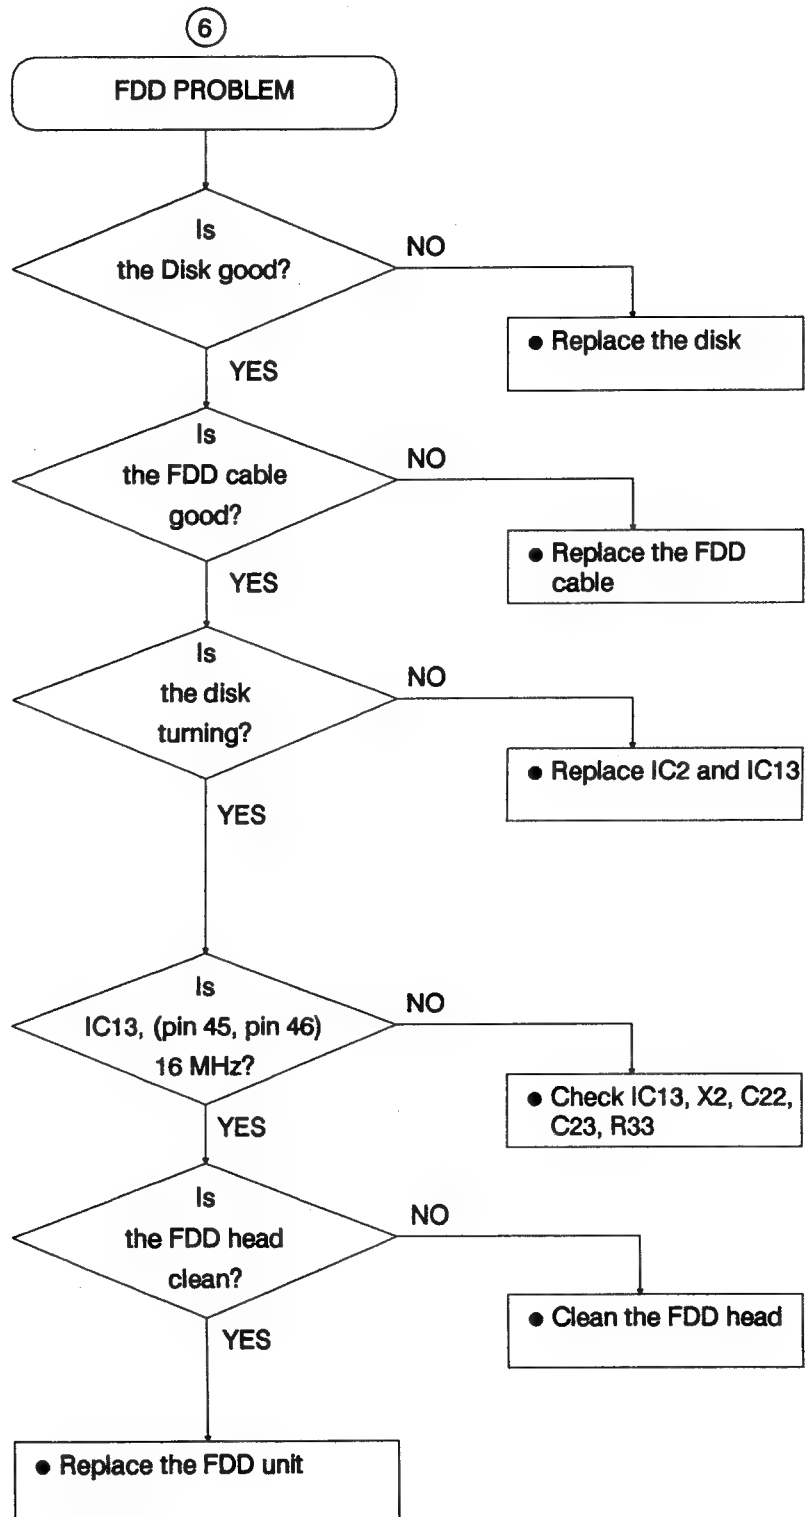 6
FDD PROBLEM
Is
the Disk good?
NO
● Replace the disk
YES
Is
the FDD cable
good?
NO
● Replace the FDD
cable
YES
Is
the disk
turning?
NO
● Replace IC2 and IC13
YES
Is
IC13, (pin 45, pin 46)
16 MHz?
NO
● Check IC13, X2, C22,
C23, R33
YES
Is
the FDD head
clean?
NO
● Clean the FDD head
YES
● Replace the FDD unit